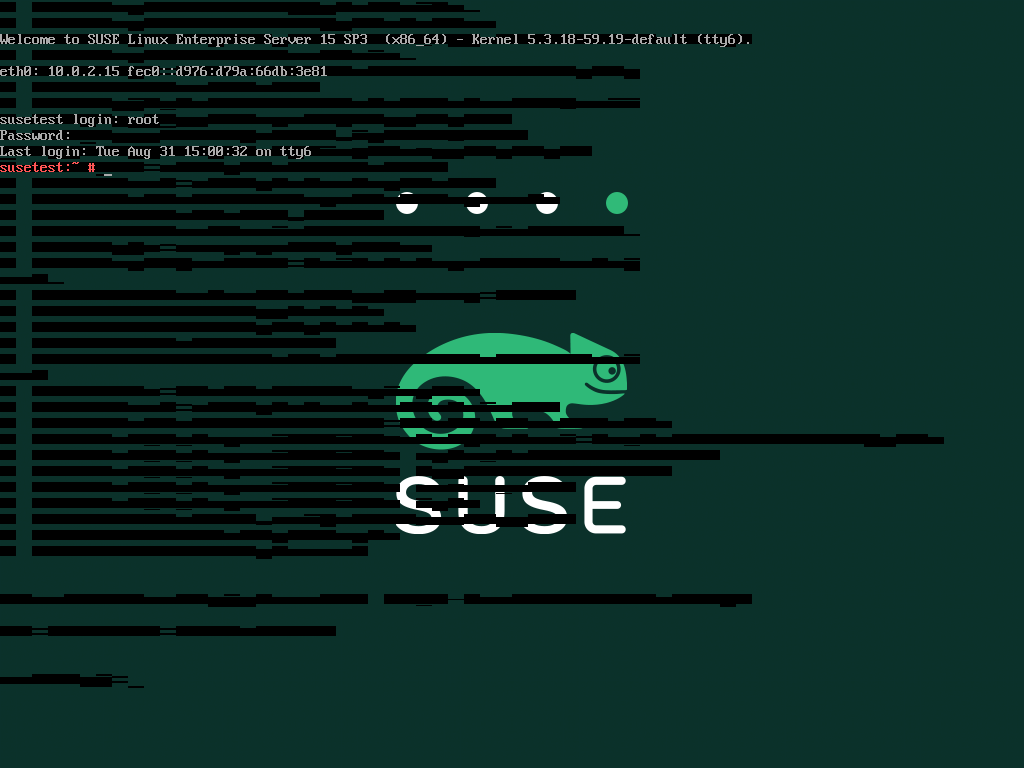 Welcome to SUSE Linux Enterprise Server 15 SP3  (x86_64) - Kernel 5.3.18-59.19-default (tty6).
eth0: 10.0.2.15 fec0::d976:d79a:66db:3e81
susetest login: root
Password:
Last login: Tue Aug 31 15:00:32 on tty6
susetest:~ # _
SUSE